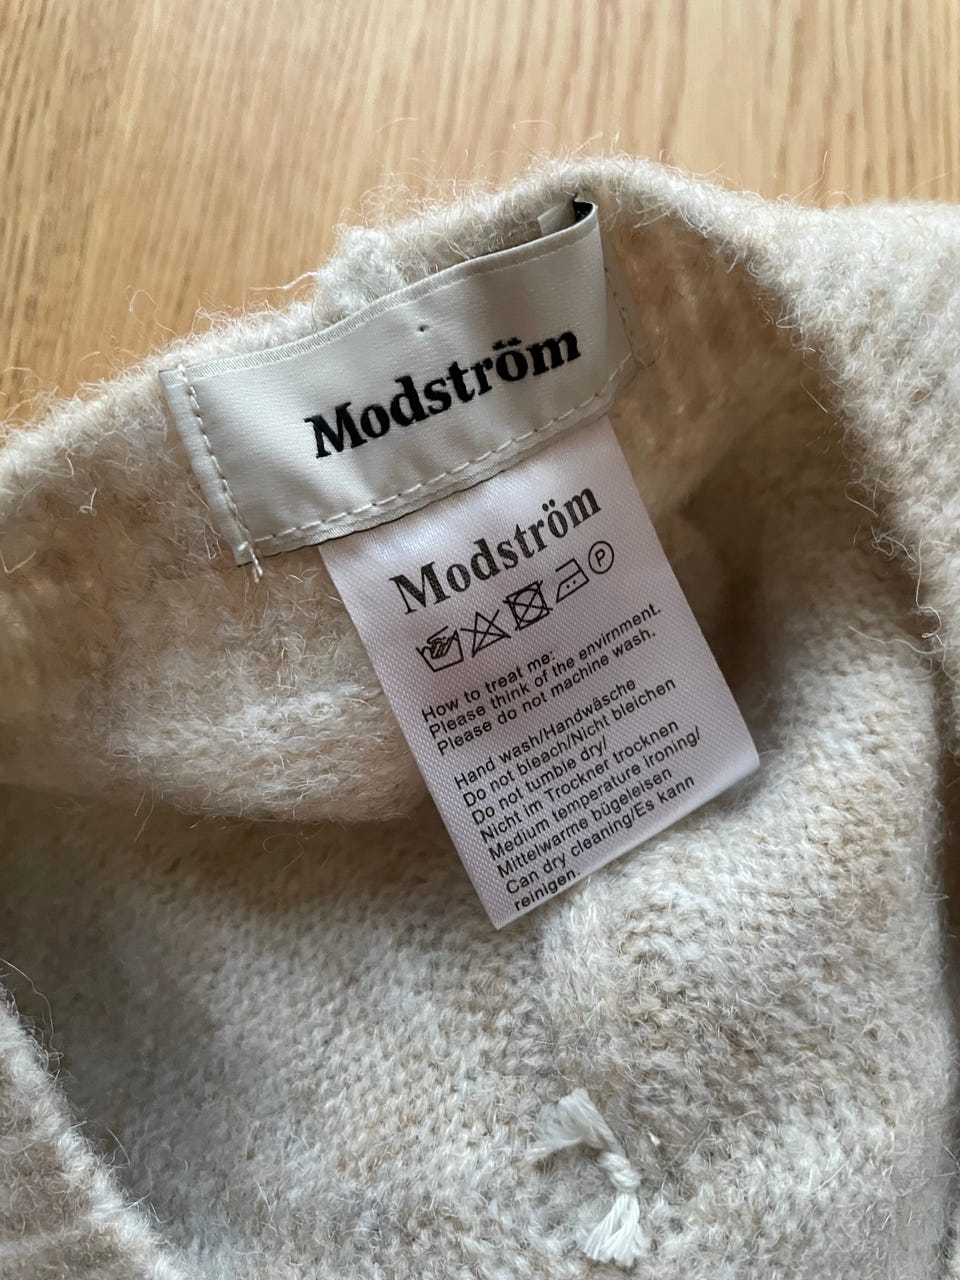 Modström
Modström
P
How to treat me:
Please think of the envirnment.
Please do not machine wash.
Hand wash/Handwäsche
Do not bleach/Nicht bleichen
Do not tumble dry/
Nicht im Trockner trocknen
Medium temperature ironing/
Mittelwarme bügeleisen
Can dry cleaning/Es kann
reinigen.